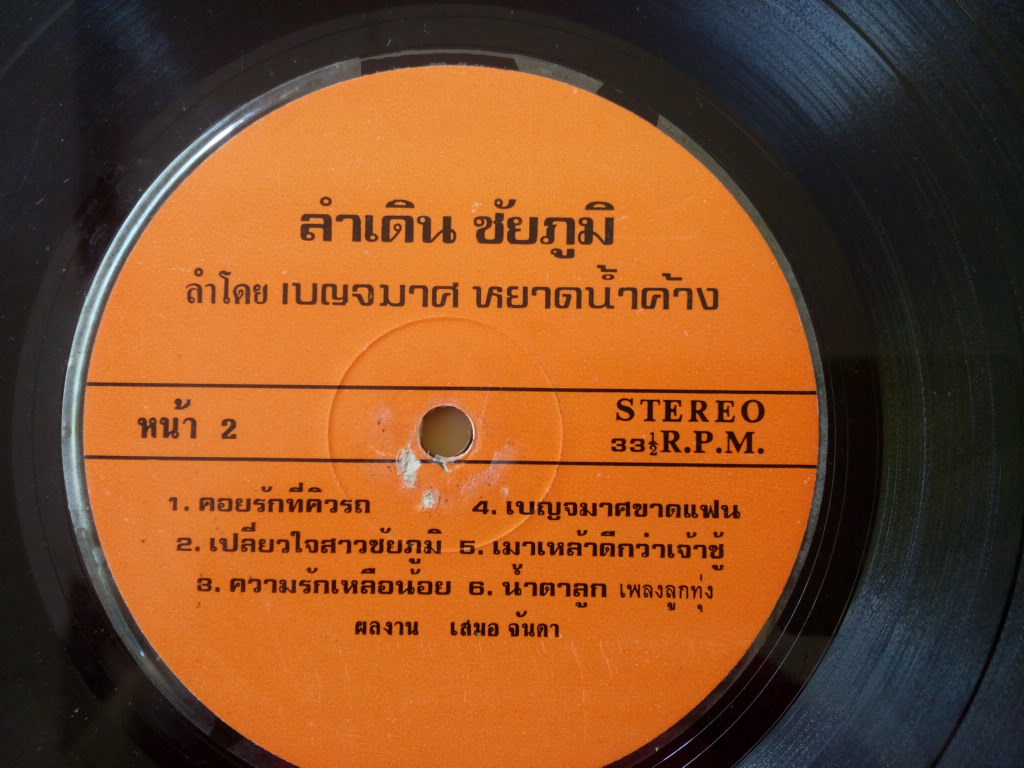 ลำเดิน ชัยภูมิ
ลำโดย เบญจมาศ หยาดน้ำค้าง
หน้า 2
STEREO
33½ R.P.M.
1. คอยรักที่คิวรถ
2. เปลี่ยวใจสาวชัยภูมิ
3. ความรักเหลือน้อย
4. เบญจมาศขาดแฟน
5. เมาเหล้าดีกว่าเจ้าชู้
6. น้ำตาลูก เพลงลูกทุ่ง
ผลงาน เสมอ จันดา